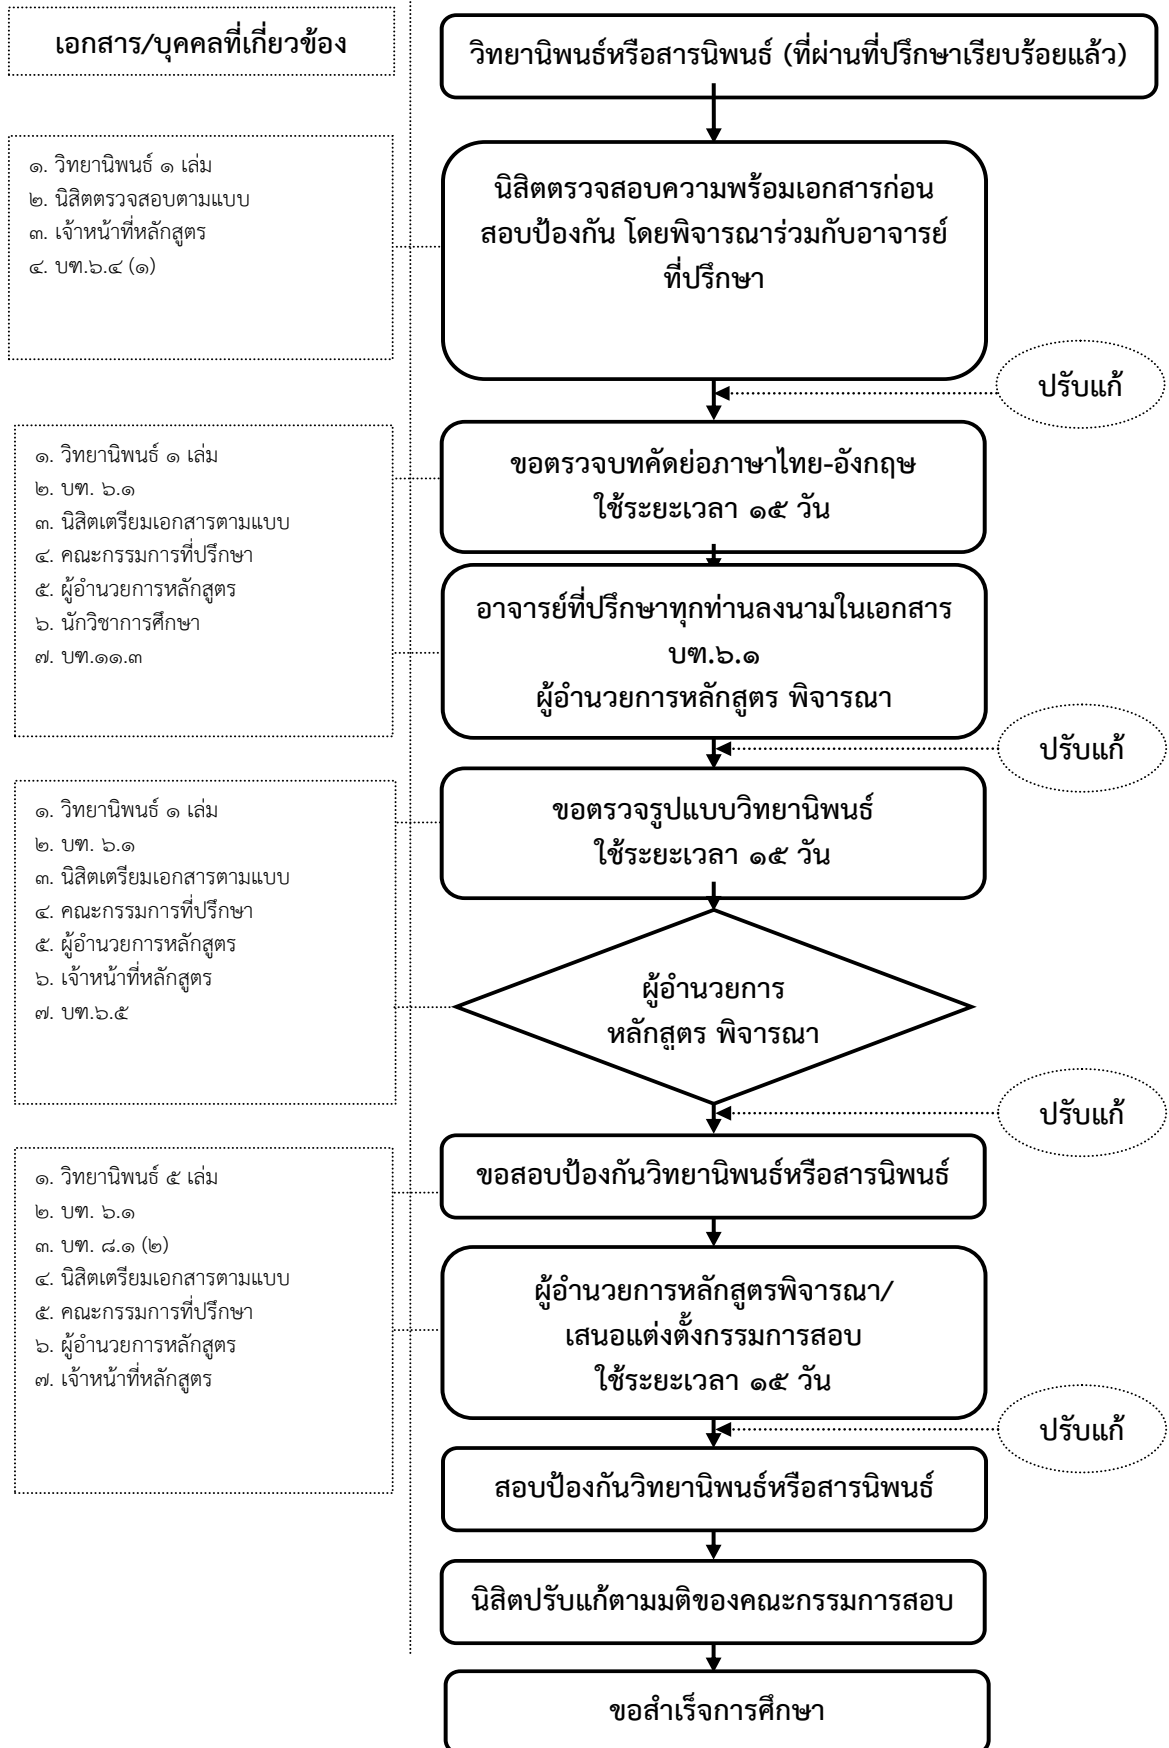 เอกสาร/บุคคลที่เกี่ยวข้อง
วิทยานิพนธ์หรือสารนิพนธ์ (ที่ผ่านที่ปรึกษาเรียบร้อยแล้ว)
๑. วิทยานิพนธ์ ๑ เล่ม
๒. นิสิตตรวจสอบตามแบบ
๓. เจ้าหน้าที่หลักสูตร
๔. บฑ.๖.๔ (๑)
นิสิตตรวจสอบความพร้อมเอกสารก่อน
สอบป้องกัน โดยพิจารณาร่วมกับอาจารย์
ที่ปรึกษา
ปรับแก้
๑. วิทยานิพนธ์ ๑ เล่ม
๒. บฑ. ๖.๑
๓. นิสิตเตรียมเอกสารตามแบบ
๔. คณะกรรมการที่ปรึกษา
๕. ผู้อำนวยการหลักสูตร
๖. นักวิชาการศึกษา
๗. บฑ.๑๑.๓
ขอตรวจบทคัดย่อภาษาไทย-อังกฤษ
ใช้ระยะเวลา ๑๕ วัน
อาจารย์ที่ปรึกษาทุกท่านลงนามในเอกสาร
บฑ.๖.๑
ผู้อำนวยการหลักสูตร พิจารณา
ปรับแก้
๑. วิทยานิพนธ์ ๑ เล่ม
๒. บฑ. ๖.๑
๓. นิสิตเตรียมเอกสารตามแบบ
๔. คณะกรรมการที่ปรึกษา
๕. ผู้อำนวยการหลักสูตร
๖. เจ้าหน้าที่หลักสูตร
๗. บฑ.๖.๕
ขอตรวจรูปแบบวิทยานิพนธ์
ใช้ระยะเวลา ๑๕ วัน
ผู้อำนวยการ
หลักสูตร พิจารณา
ปรับแก้
๑. วิทยานิพนธ์ ๕ เล่ม
๒. บฑ. ๖.๑
๓. บฑ. ๘.๑ (๒)
๔. นิสิตเตรียมเอกสารตามแบบ
๕. คณะกรรมการที่ปรึกษา
๖. ผู้อำนวยการหลักสูตร
๗. เจ้าหน้าที่หลักสูตร
ขอสอบป้องกันวิทยานิพนธ์หรือสารนิพนธ์
ผู้อำนวยการหลักสูตรพิจารณา/
เสนอแต่งตั้งกรรมการสอบ
ใช้ระยะเวลา ๑๕ วัน
ปรับแก้
สอบป้องกันวิทยานิพนธ์หรือสารนิพนธ์
นิสิตปรับแก้ตามมติของคณะกรรมการสอบ
ขอสำเร็จการศึกษา